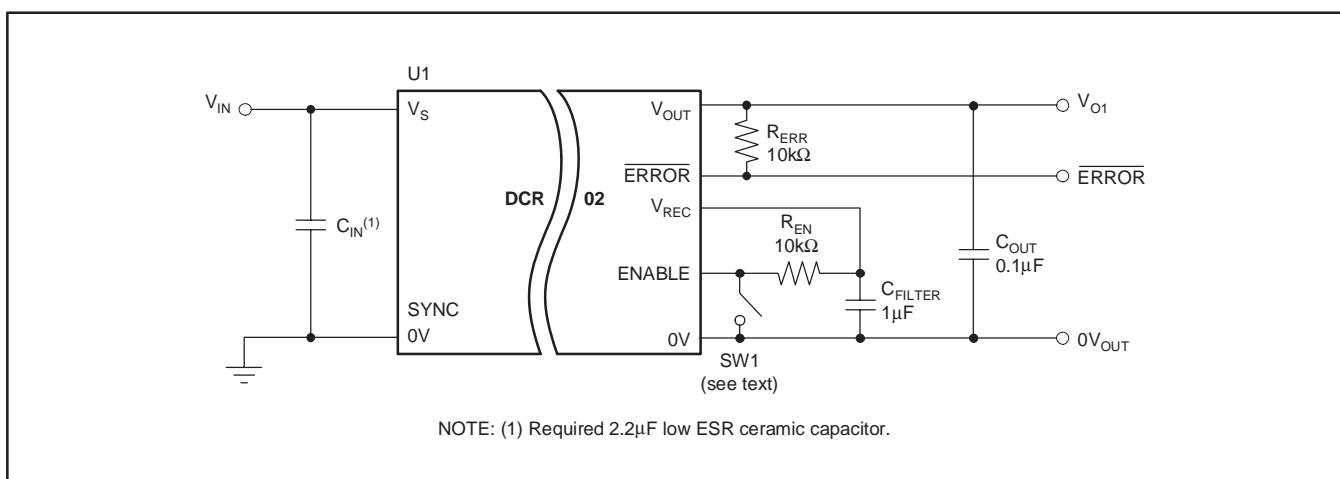 U1
V_IN
V_S
V_OUT
V_O1
R_ERR
10kΩ
ERROR
ERROR
DCR 02
V_REC
R_EN
10kΩ
C_IN(1)
C_OUT
0.1μF
ENABLE
C_FILTER
1μF
SYNC
0V
0V
0V_OUT
SW1
(see text)
NOTE: (1) Required 2.2μF low ESR ceramic capacitor.